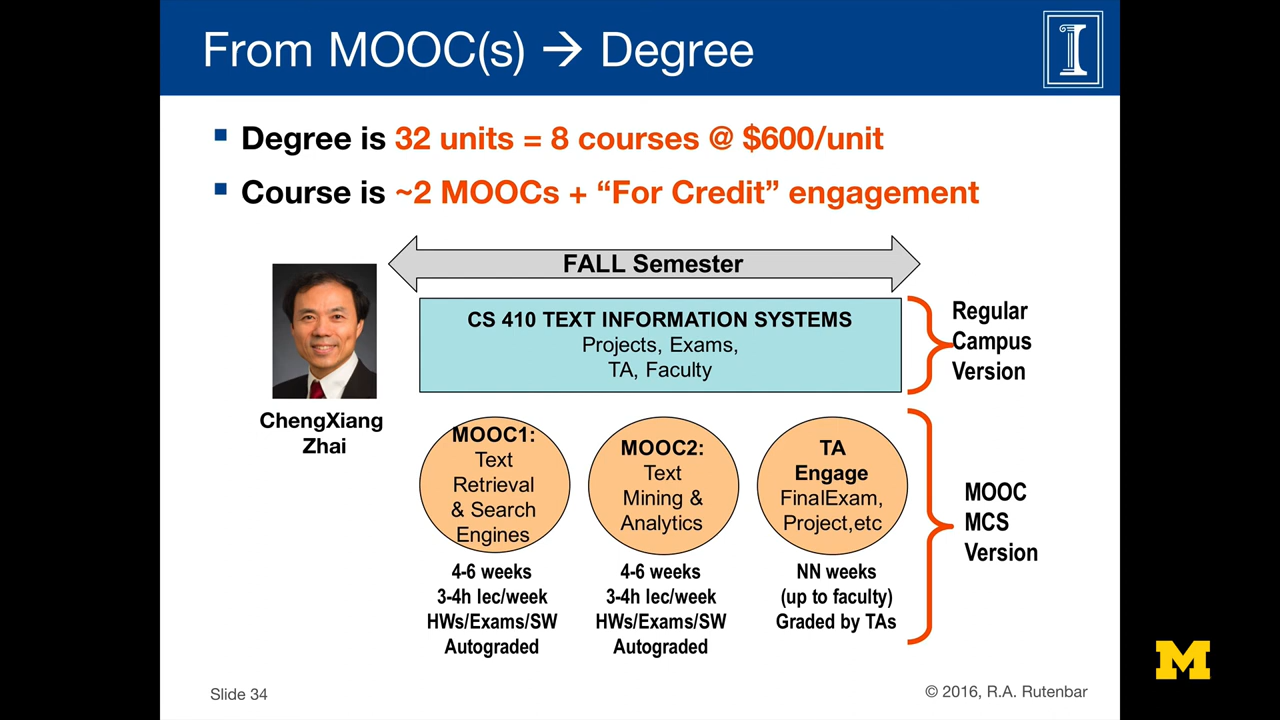 From MOOC(s) → Degree
I
▪ Degree is 32 units = 8 courses @ $600/unit
▪ Course is ~2 MOOCs + “For Credit” engagement
FALL Semester
CS 410 TEXT INFORMATION SYSTEMS
Projects, Exams,
TA, Faculty
Regular
Campus
Version
ChengXiang
Zhai
MOOC1:
Text
Retrieval
& Search
Engines
MOOC2:
Text
Mining &
Analytics
TA
Engage
FinalExam,
Project,etc
MOOC
MCS
Version
4-6 weeks
3-4h lec/week
HWs/Exams/SW
Autograded
4-6 weeks
3-4h lec/week
HWs/Exams/SW
Autograded
NN weeks
(up to faculty)
Graded by TAs
M
Slide 34
© 2016, R.A. Rutenbar